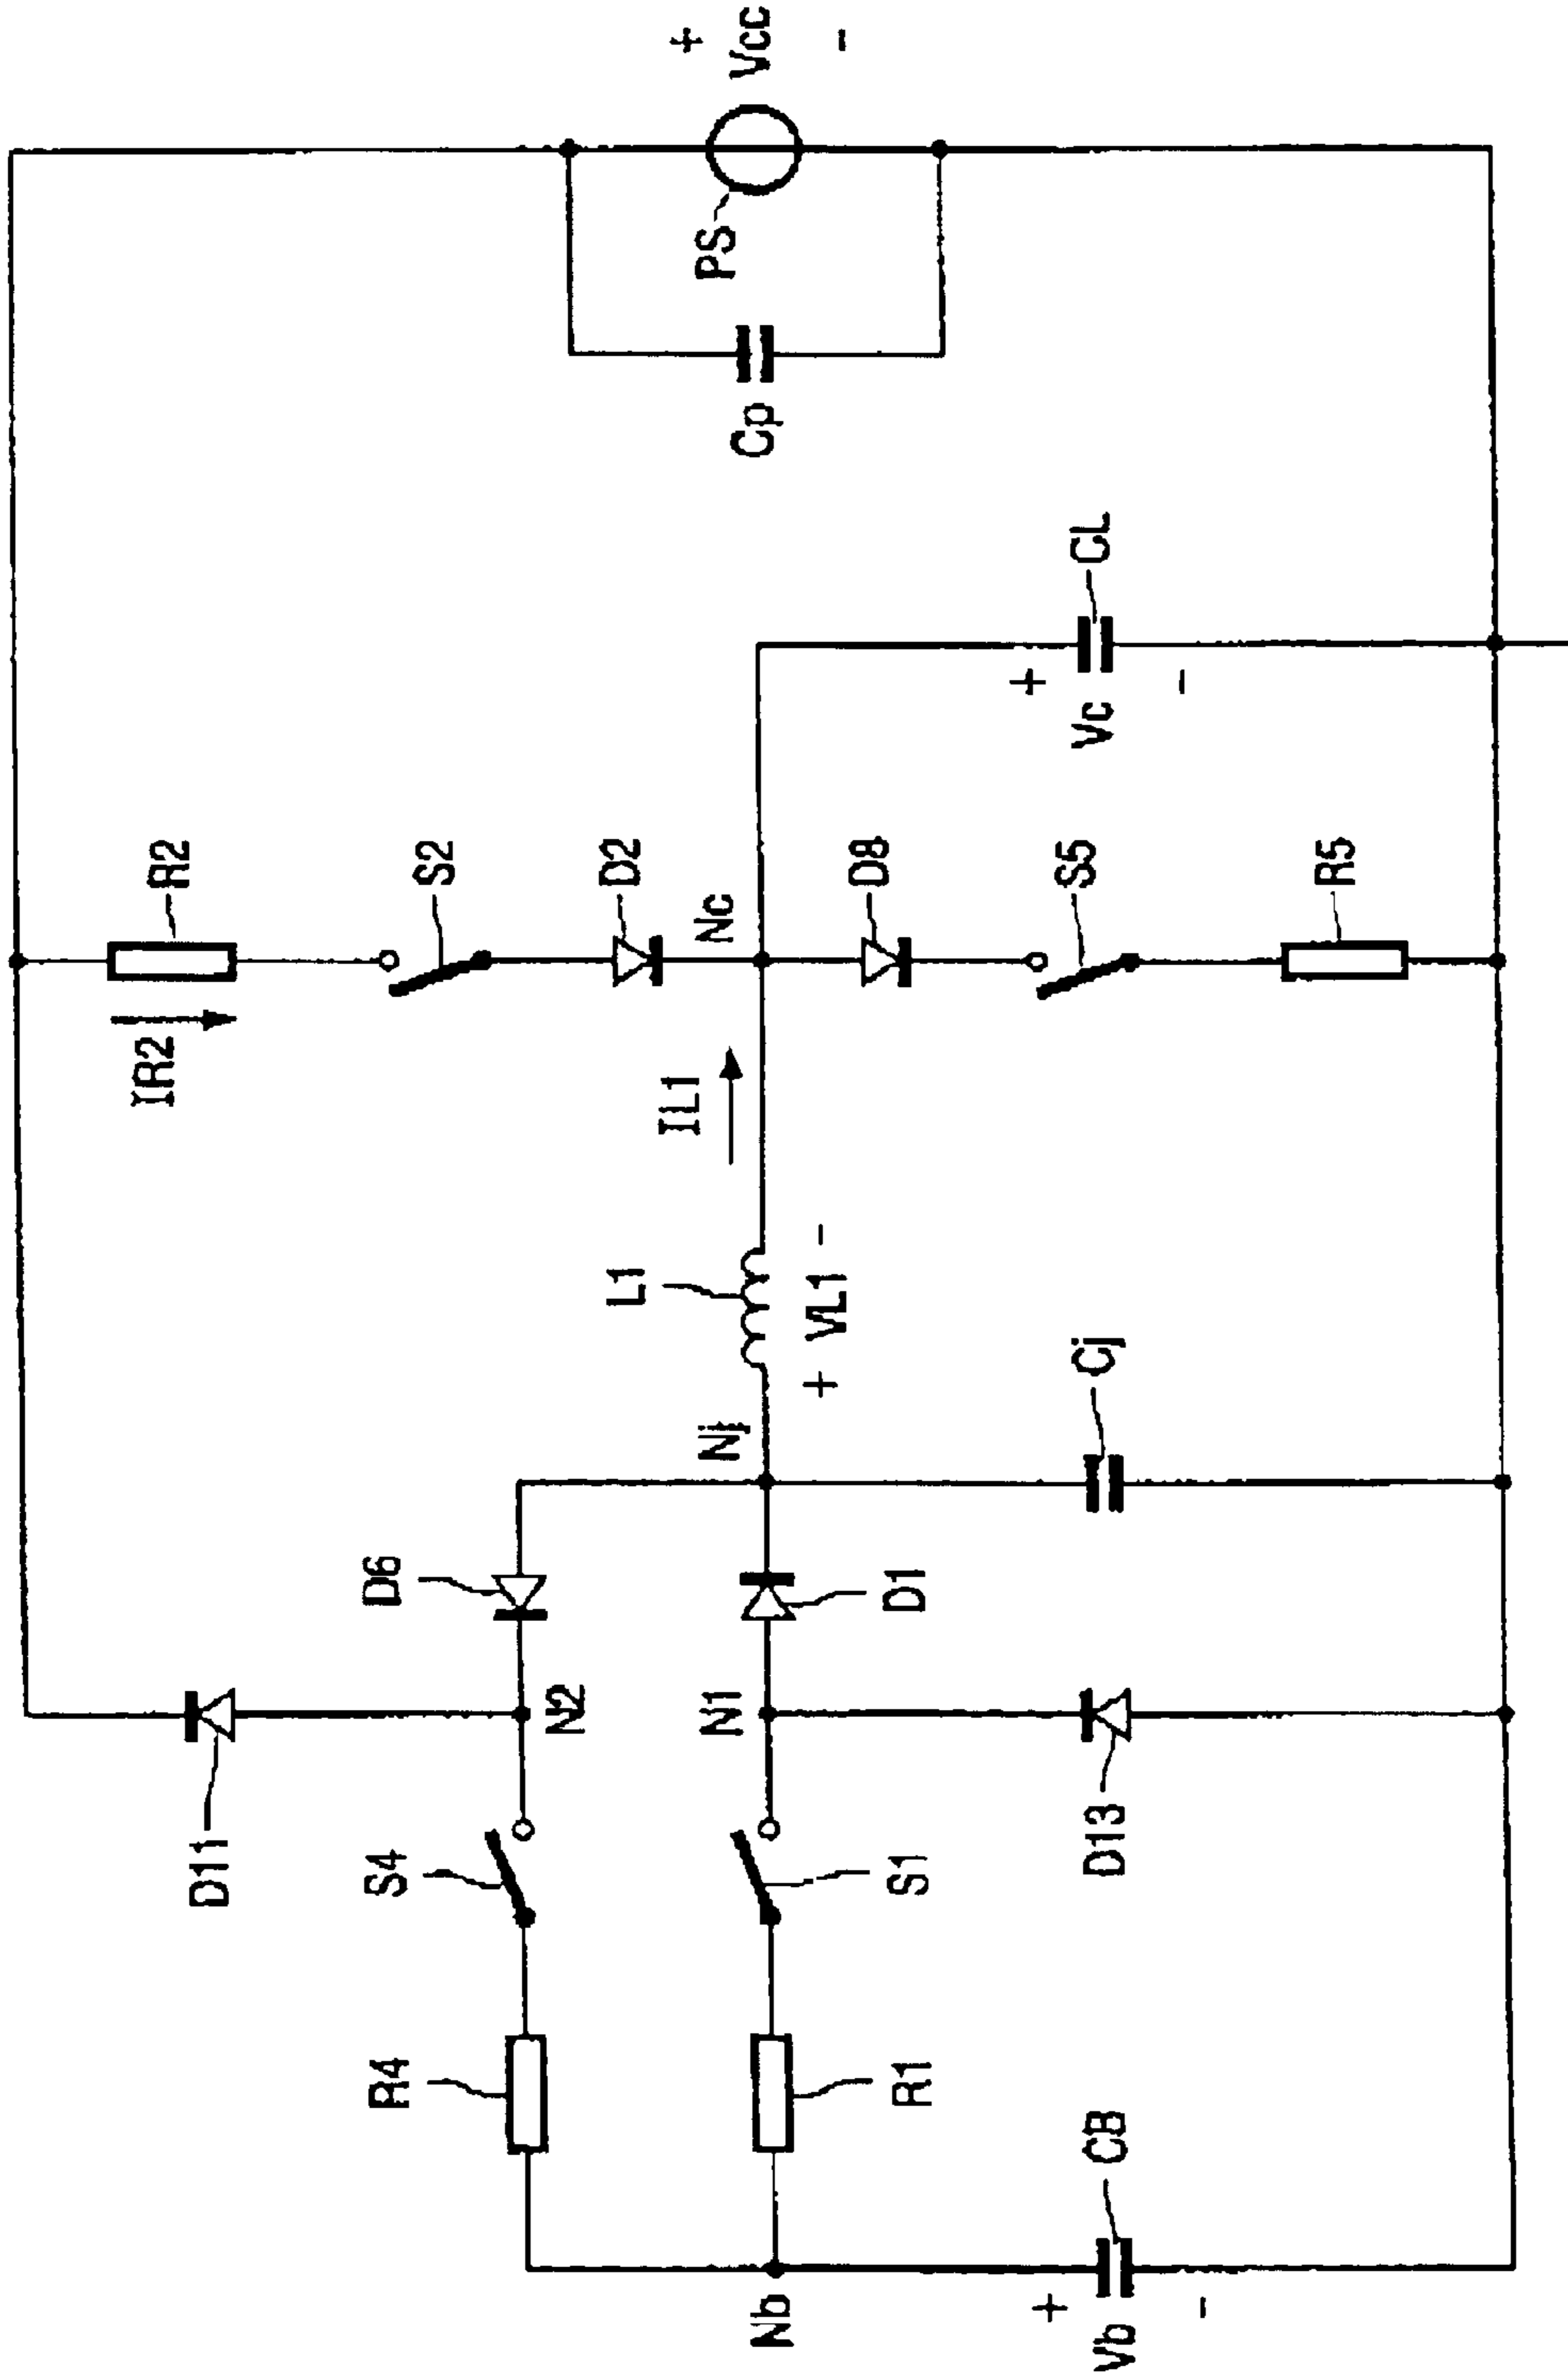 +
Vcc
-
PS
Cp
CL
+
Vc
-
R2
S2
D2
Nc
D8
S5
R5
IR2
IL1
L1
+ VL1 -
Nj
Cj
D6
D1
N2
N1
D11
S4
S1
D13
R4
R1
CB
Nb
+
Vb
-